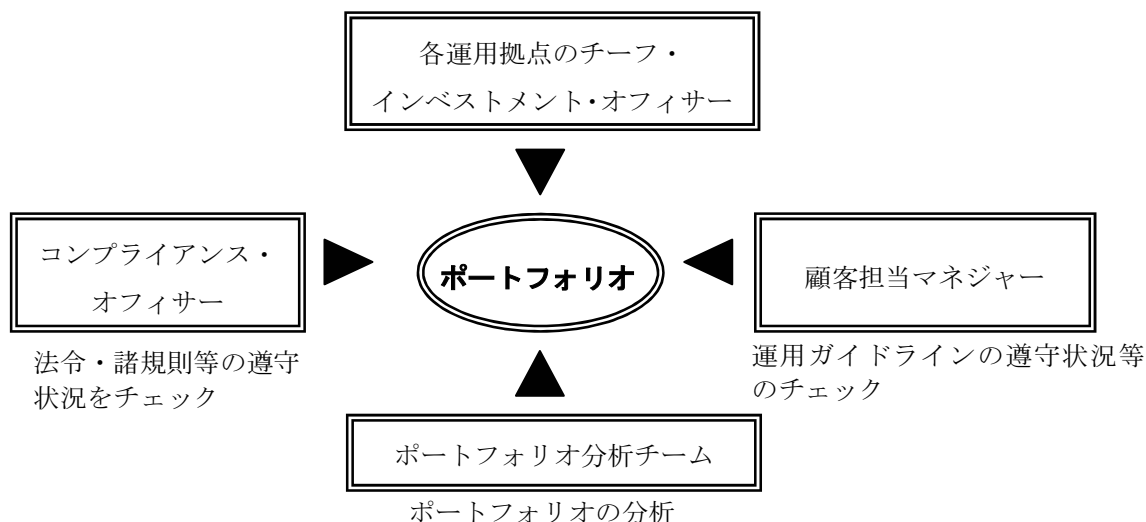 各運用拠点のチーフ・
インベストメント・オフィサー
コンプライアンス・
オフィサー
法令・諸規則等の遵守
状況をチェック
ポートフォリオ
顧客担当マネジャー
運用ガイドラインの遵守状況等
のチェック
ポートフォリオ分析チーム
ポートフォリオの分析